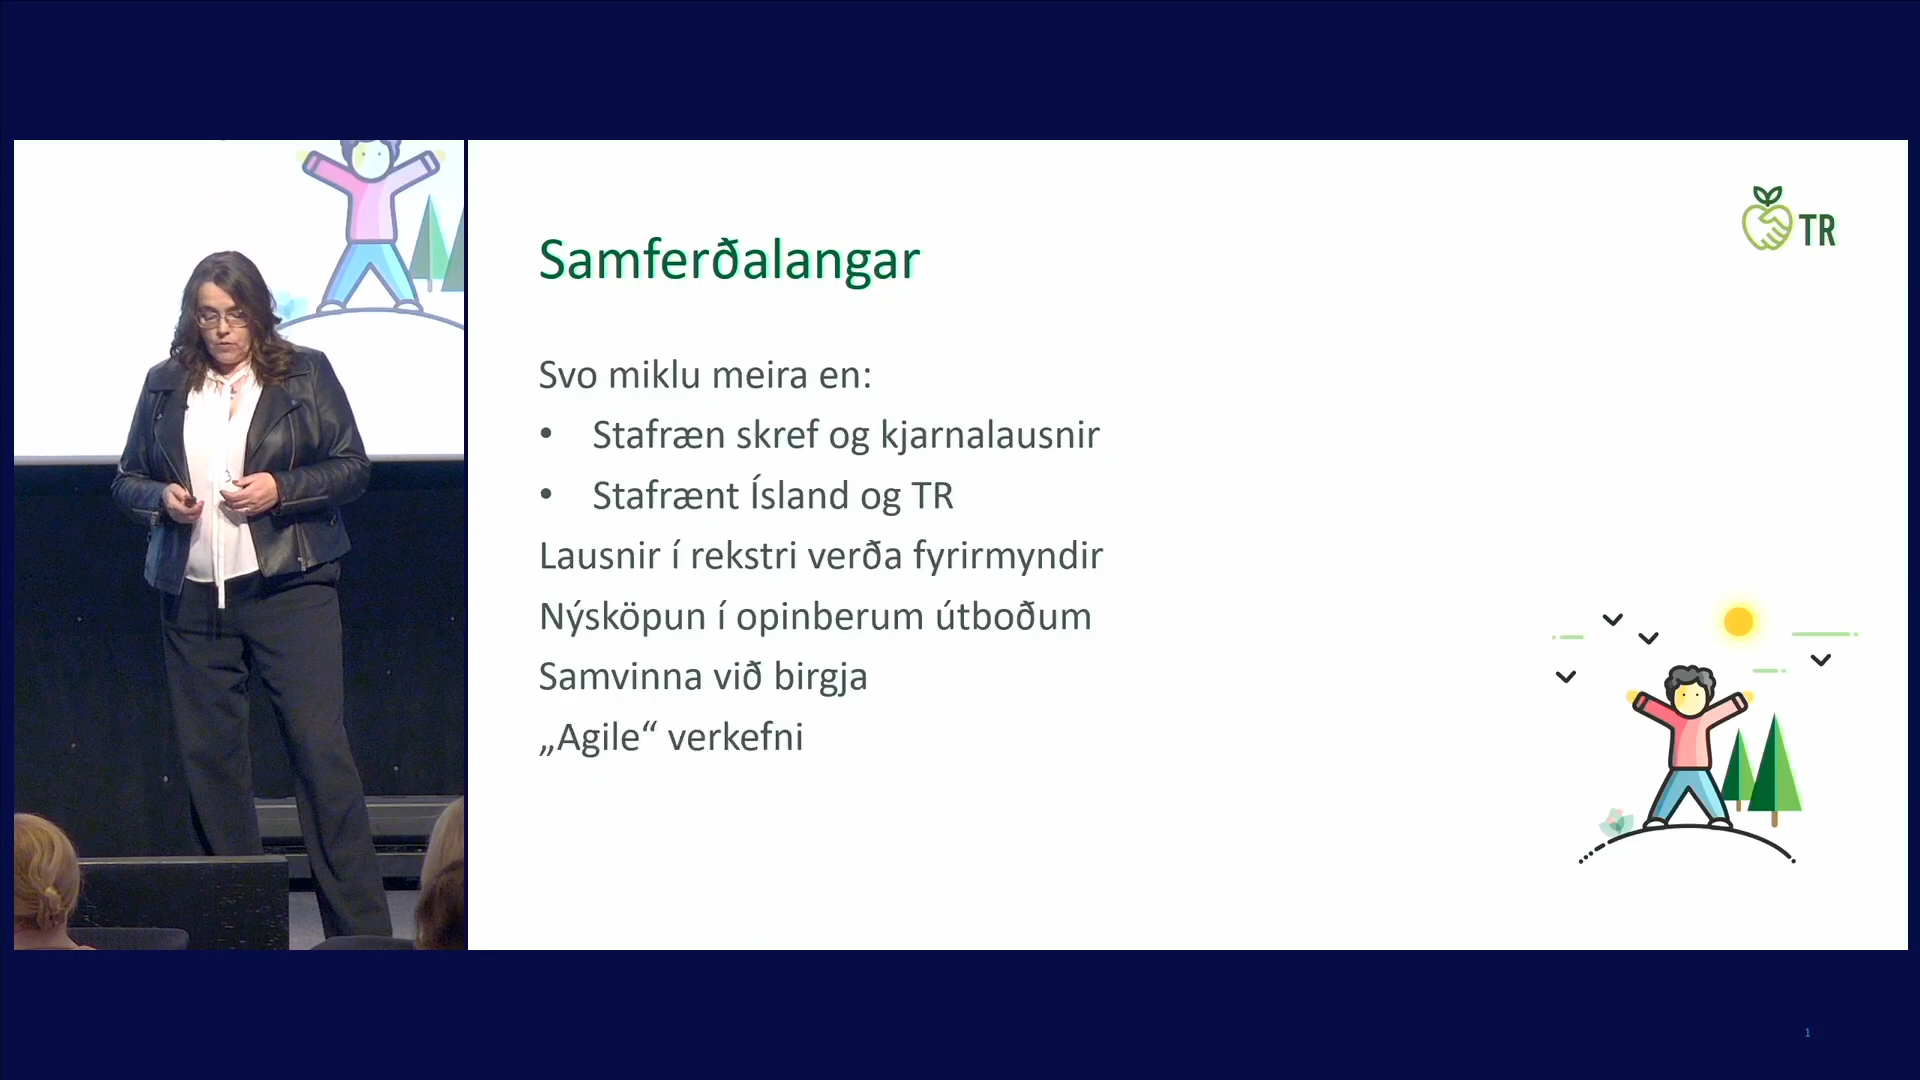 TR
Samferðalangar
Svo miklu meira en:
• Stafræn skref og kjarnalausnir
• Stafrænt Ísland og TR
Lausnir í rekstri verða fyrirmyndir
Nýsköpun í opinberum útboðum
Samvinna við birgja
„Agile“ verkefni
1